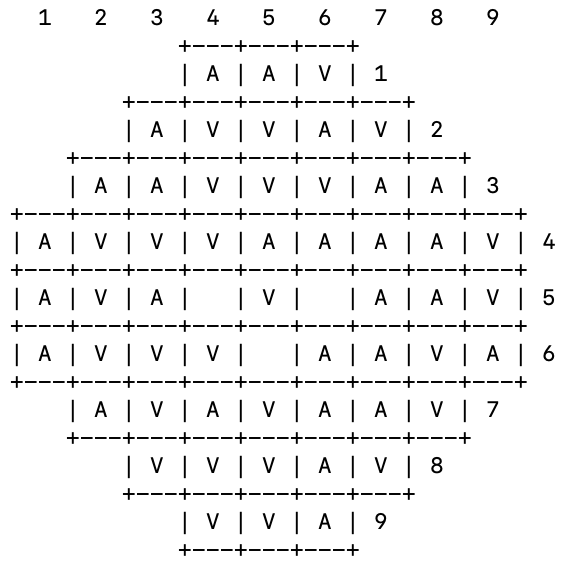 1 2 3 4 5 6 7 8 9
+---+---+---+
| A | A | V | 1
+---+---+---+---+---+
| A | V | V | A | V | 2
+---+---+---+---+---+---+---+
| A | A | V | V | V | A | A | 3
+---+---+---+---+---+---+---+---+---+
| A | V | V | V | A | A | A | A | V | 4
+---+---+---+---+---+---+---+---+---+
| A | V | A |   | V |   | A | A | V | 5
+---+---+---+---+---+---+---+---+---+
| A | V | V | V |   | A | A | V | A | 6
+---+---+---+---+---+---+---+---+---+
| A | V | A | V | A | A | V | 7
+---+---+---+---+---+---+---+
| V | V | V | A | V | 8
+---+---+---+---+---+
| V | V | A | 9
+---+---+---+